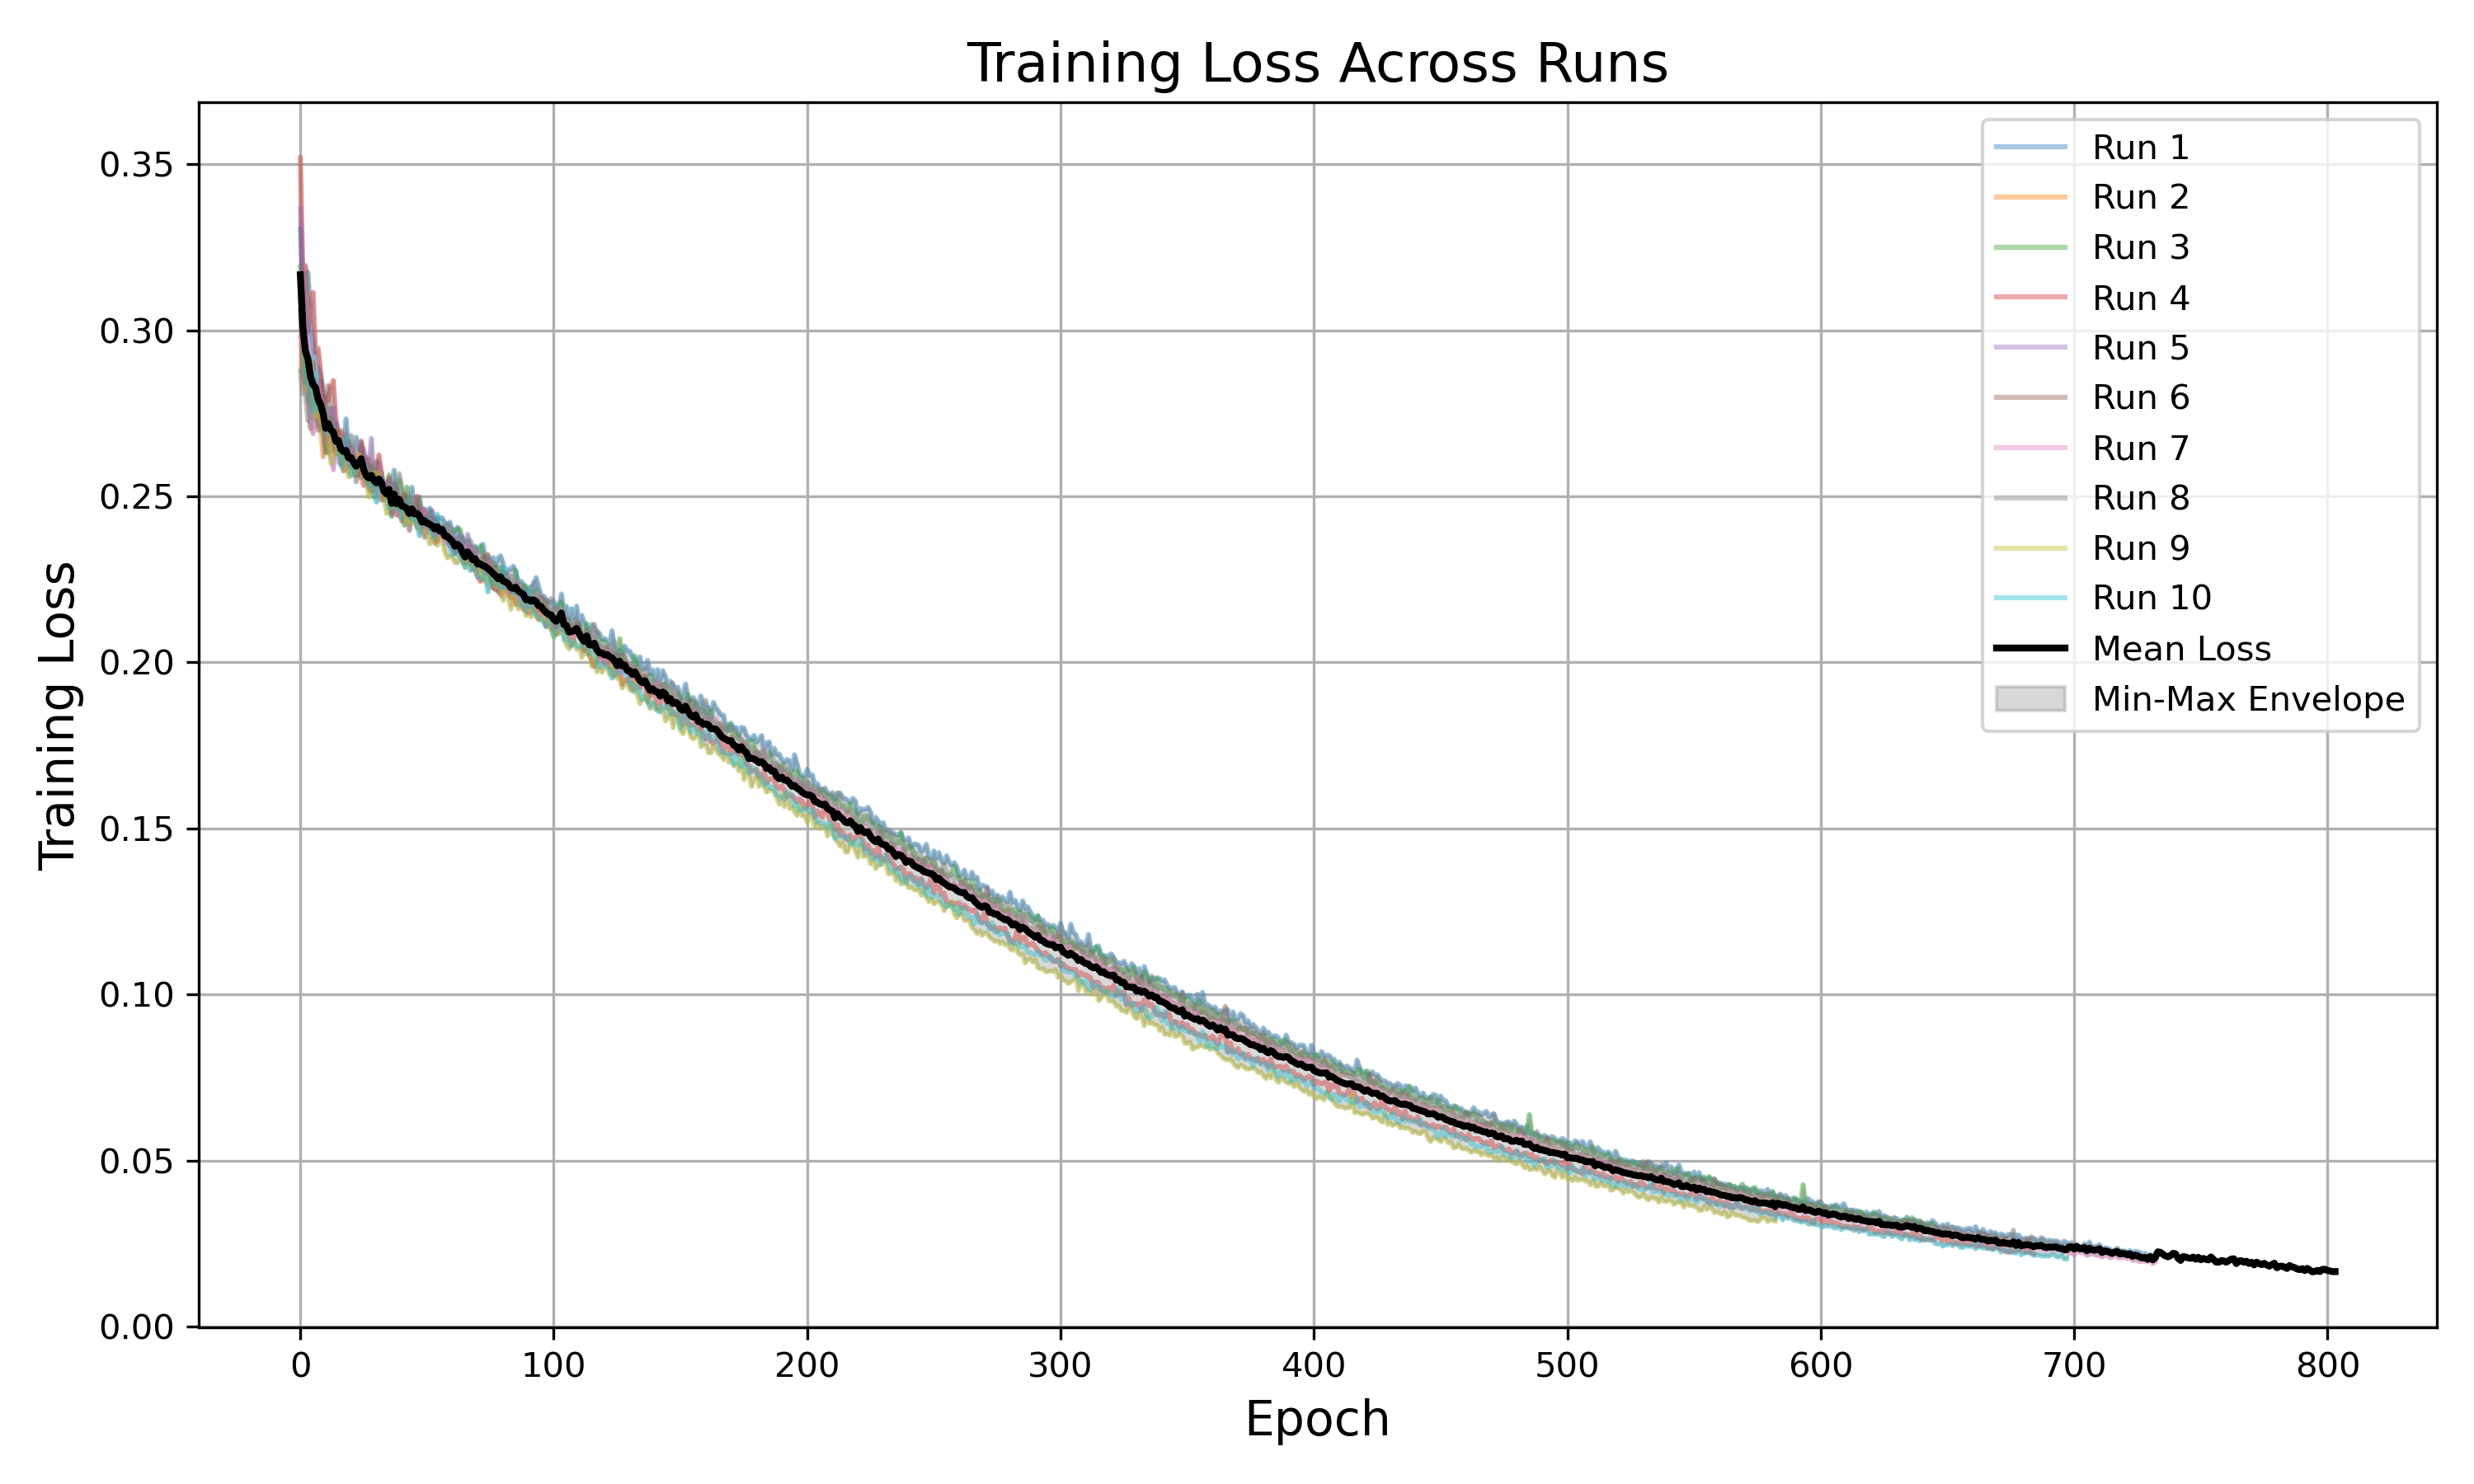 Training Loss Across Runs
Training Loss
0.35
0.30
0.25
0.20
0.15
0.10
0.05
0.00
0 100 200 300 400 500 600 700 800
Epoch
Run 1
Run 2
Run 3
Run 4
Run 5
Run 6
Run 7
Run 8
Run 9
Run 10
Mean Loss
Min-Max Envelope